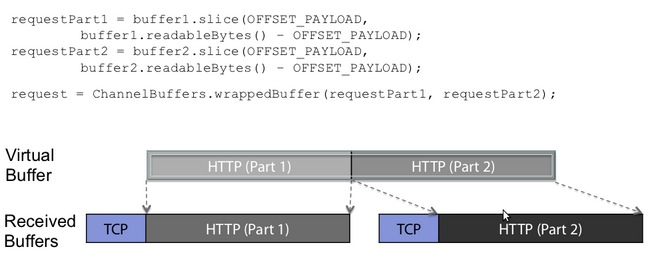 requestPart1 = buffer1.slice(OFFSET_PAYLOAD,
buffer1.readableBytes() – OFFSET_PAYLOAD);
requestPart2 = buffer2.slice(OFFSET_PAYLOAD,
buffer2.readableBytes() – OFFSET_PAYLOAD);
request = ChannelBuffers.wrappedBuffer(requestPart1, requestPart2);
Virtual
Buffer
HTTP (Part 1)
HTTP (Part 2)
Received
Buffers
TCP
HTTP (Part 1)
TCP
HTTP (Part 2)